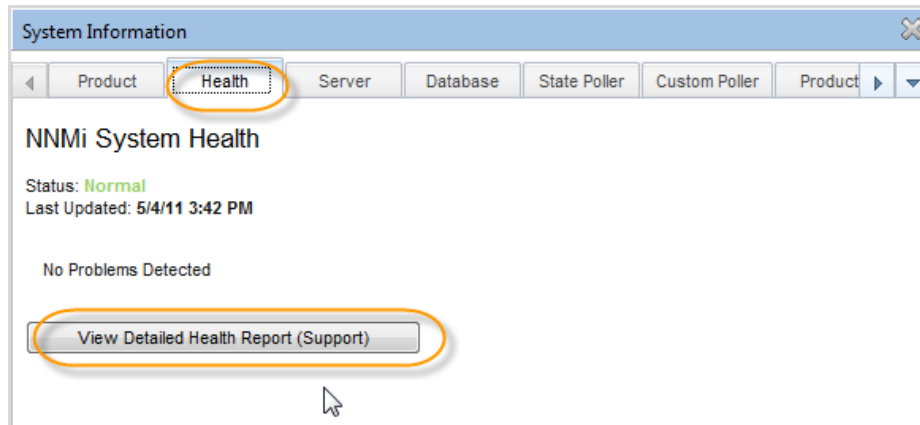 System Information
Product Health Server Database State Poller Custom Poller Product
NNMi System Health
Status: Normal
Last Updated: 5/4/11 3:42 PM
No Problems Detected
View Detailed Health Report (Support)